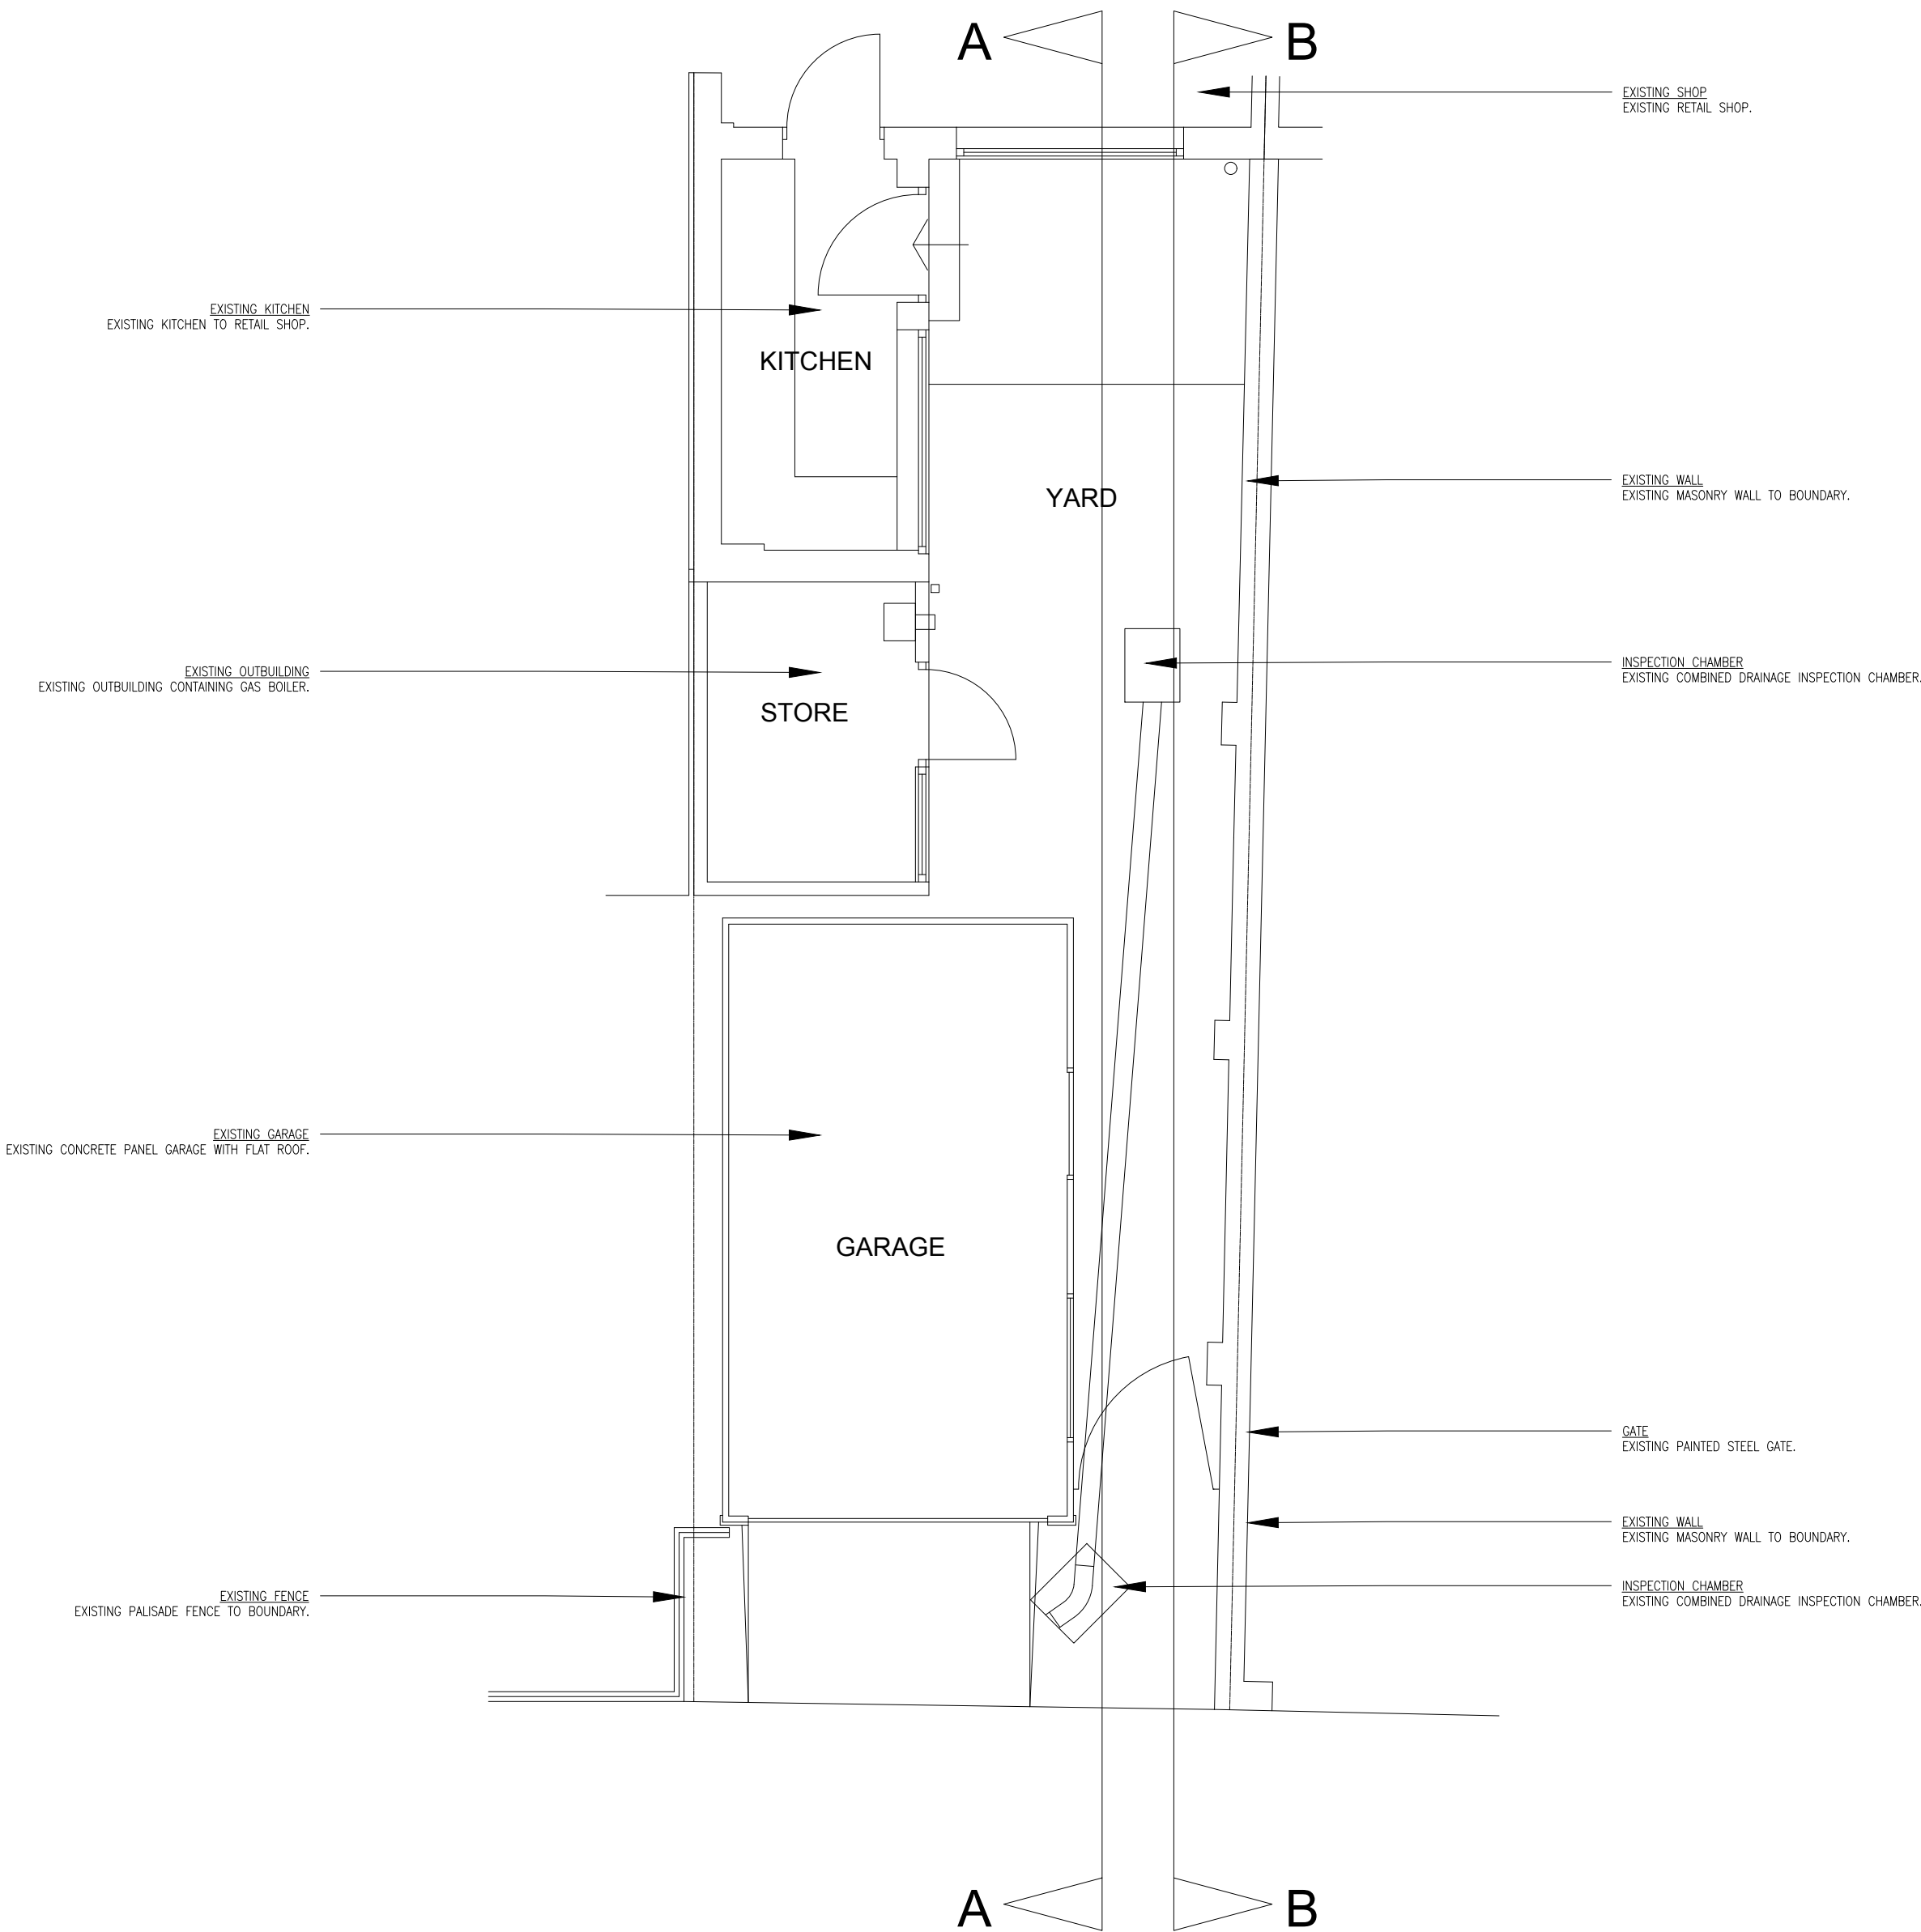 A
B
EXISTING SHOP
EXISTING RETAIL SHOP.
EXISTING KITCHEN
EXISTING KITCHEN TO RETAIL SHOP.
KITCHEN
YARD
EXISTING WALL
EXISTING MASONRY WALL TO BOUNDARY.
EXISTING OUTBUILDING
EXISTING OUTBUILDING CONTAINING GAS BOILER.
STORE
INSPECTION CHAMBER
EXISTING COMBINED DRAINAGE INSPECTION CHAMBER.
EXISTING GARAGE
EXISTING CONCRETE PANEL GARAGE WITH FLAT ROOF.
GARAGE
GATE
EXISTING PAINTED STEEL GATE.
EXISTING WALL
EXISTING MASONRY WALL TO BOUNDARY.
EXISTING FENCE
EXISTING PALISADE FENCE TO BOUNDARY.
INSPECTION CHAMBER
EXISTING COMBINED DRAINAGE INSPECTION CHAMBER.
A
B